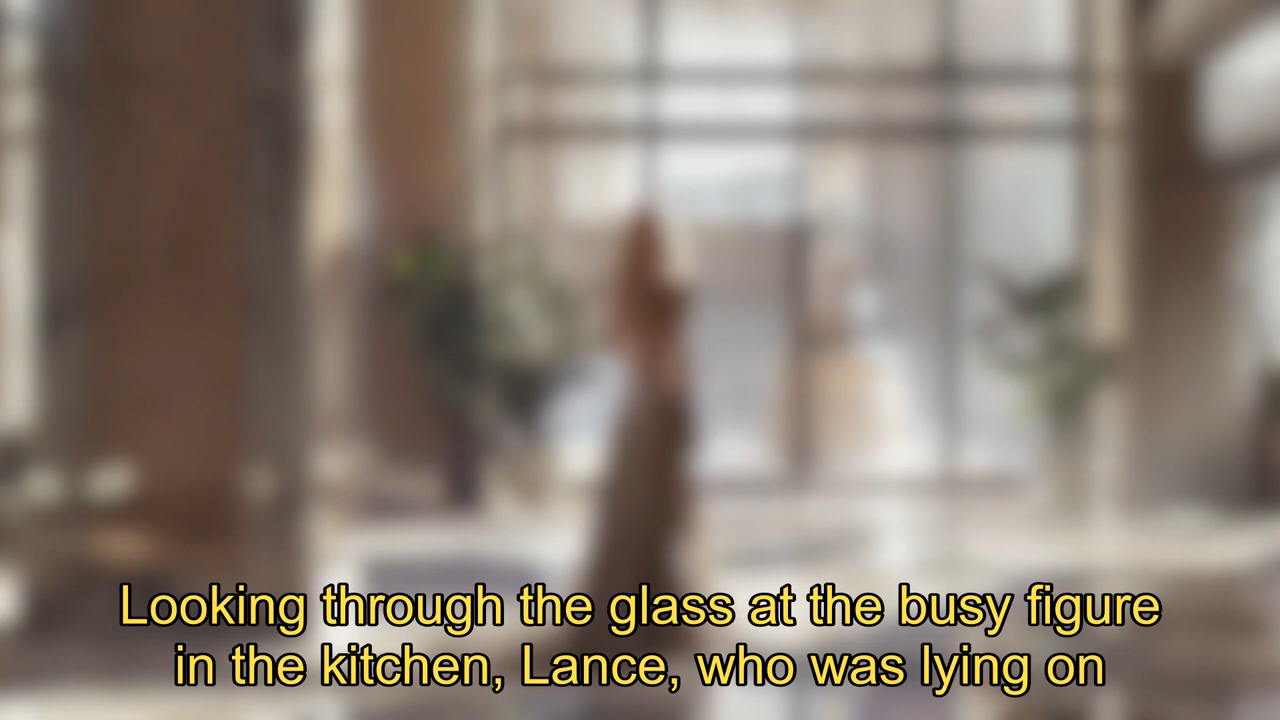 Looking through the glass at the busy figure
in the kitchen, Lance, who was lying on